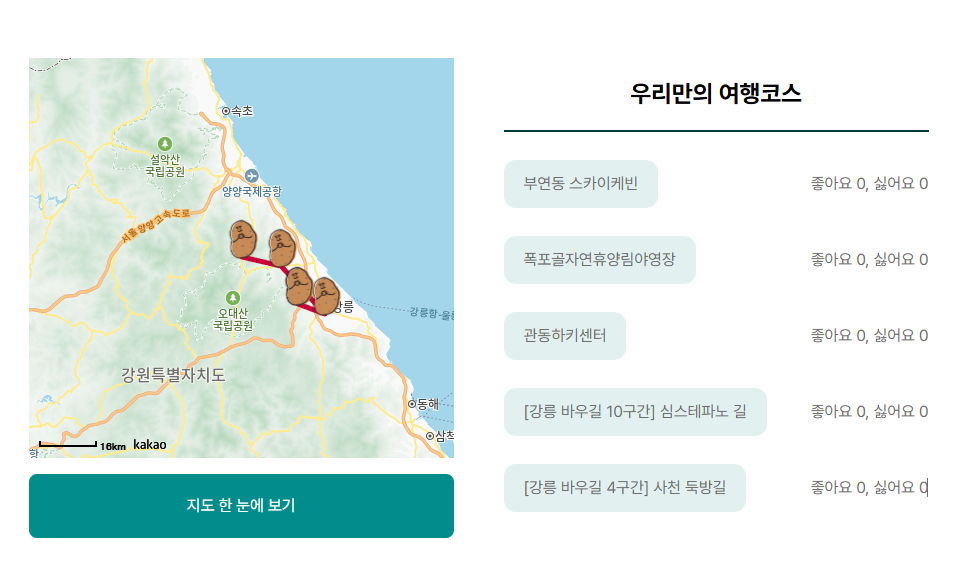 속초
설악산
국립공원
양양국제공항
서울양양고속도로
강릉
오대산
국립공원
강원특별자치도
동해
16km kakao
지도 한 눈에 보기
우리만의 여행코스
부연동 스카이케빈
좋아요 0, 싫어요 0
폭포골자연휴양림야영장
좋아요 0, 싫어요 0
관동하키센터
좋아요 0, 싫어요 0
[강릉 바우길 10구간] 심스테파노 길
좋아요 0, 싫어요 0
[강릉 바우길 4구간] 사천 둑방길
좋아요 0, 싫어요 0